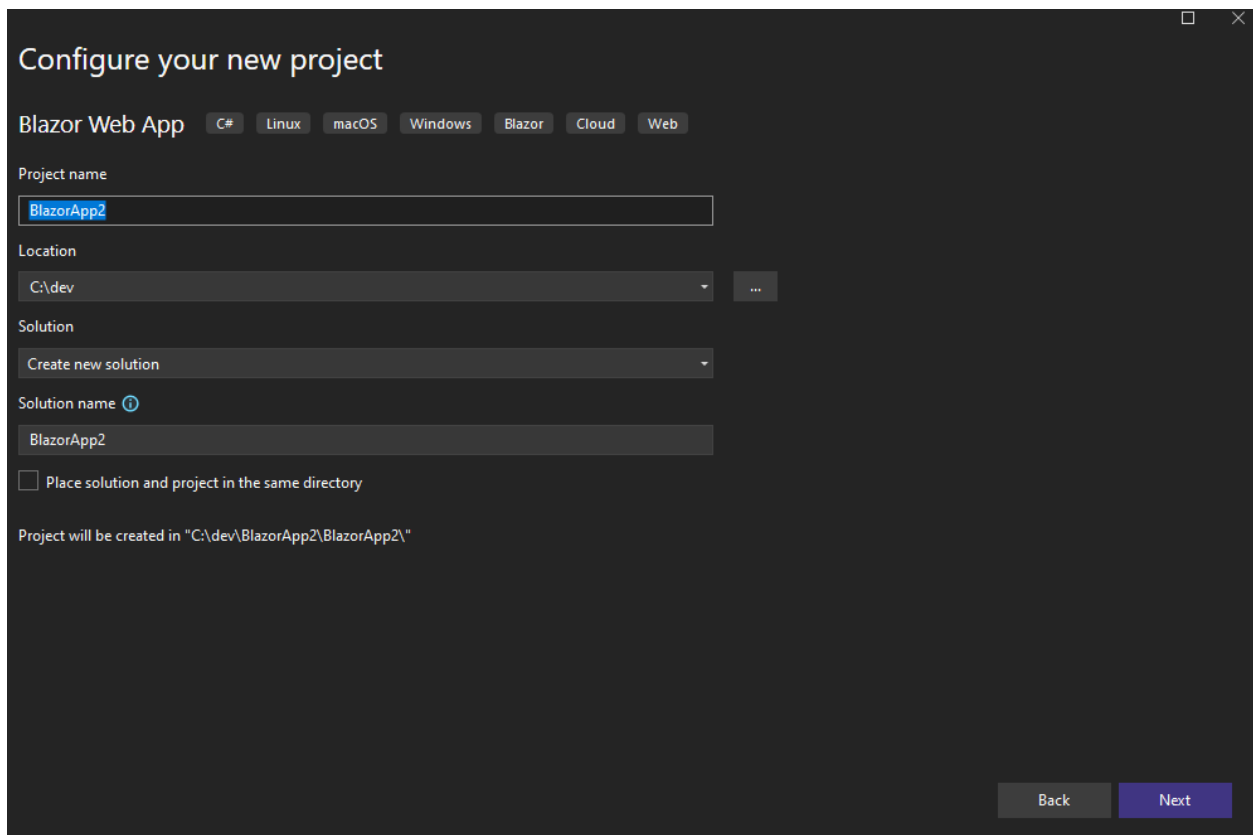 Configure your new project
Blazor Web App C# Linux macOS Windows Blazor Cloud Web
Project name
BlazorApp2
Location
C:\dev
...
Solution
Create new solution
Solution name
BlazorApp2
Place solution and project in the same directory
Project will be created in "C:\dev\BlazorApp2\BlazorApp2\"
Back Next